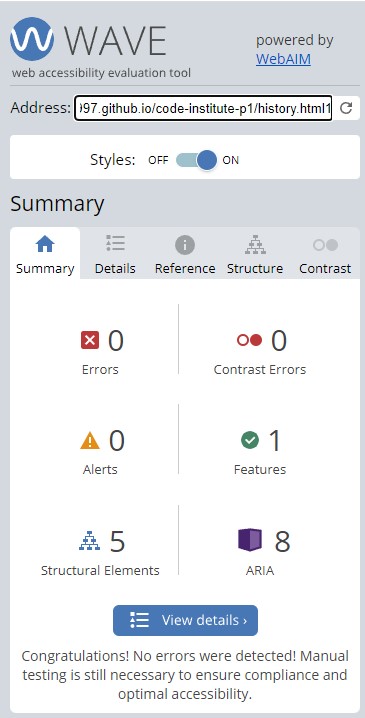 WAVE
powered by
WebAIM
web accessibility evaluation tool
Address: 997.github.io/code-institute-p1/history.html1
Styles: OFF ON
Summary
Summary Details Reference Structure Contrast
0 0
Errors Contrast Errors
0 1
Alerts Features
5 8
Structural Elements ARIA
View details ›
Congratulations! No errors were detected! Manual
testing is still necessary to ensure compliance and
optimal accessibility.